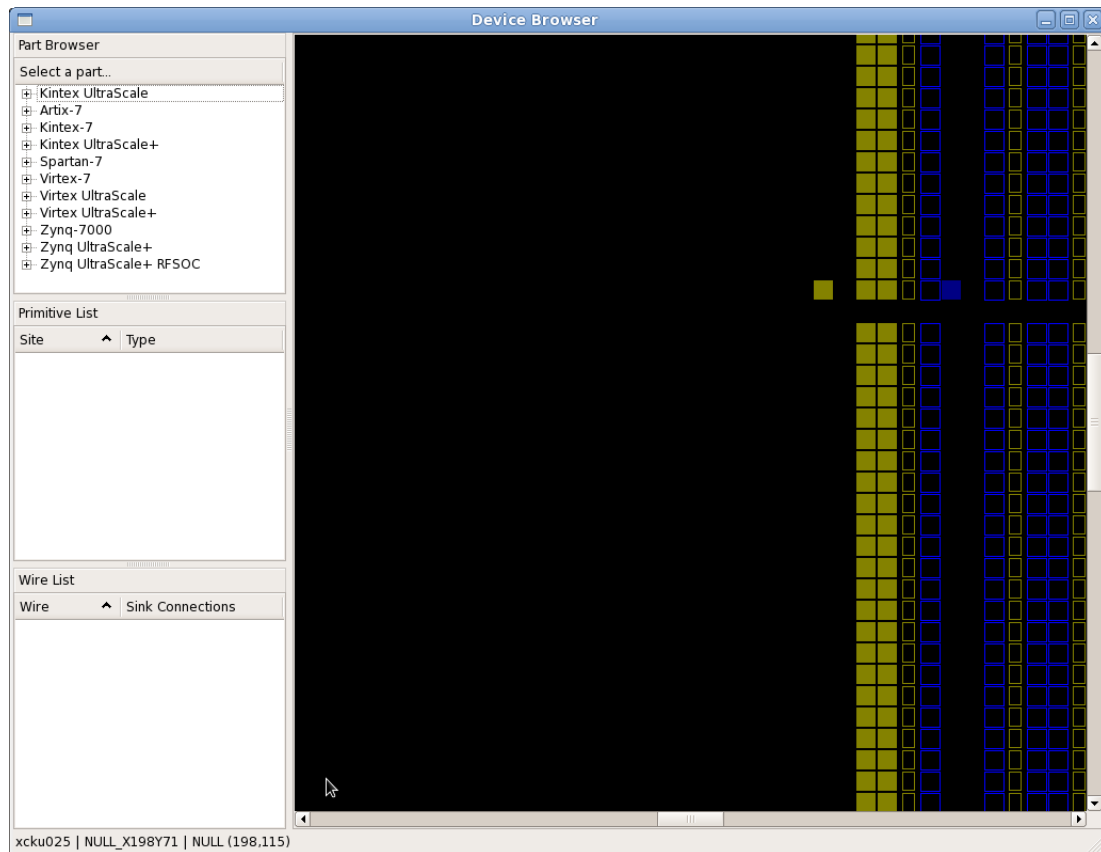 Device Browser
Part Browser
Select a part...
Kintex UltraScale
Artix-7
Kintex-7
Kintex UltraScale+
Spartan-7
Virtex-7
Virtex UltraScale
Virtex UltraScale+
Zynq-7000
Zynq UltraScale+
Zynq UltraScale+ RFSOC
Primitive List
Site Type
Wire List
Wire Sink Connections
xcku025 | NULL_X198Y71 | NULL (198,115)